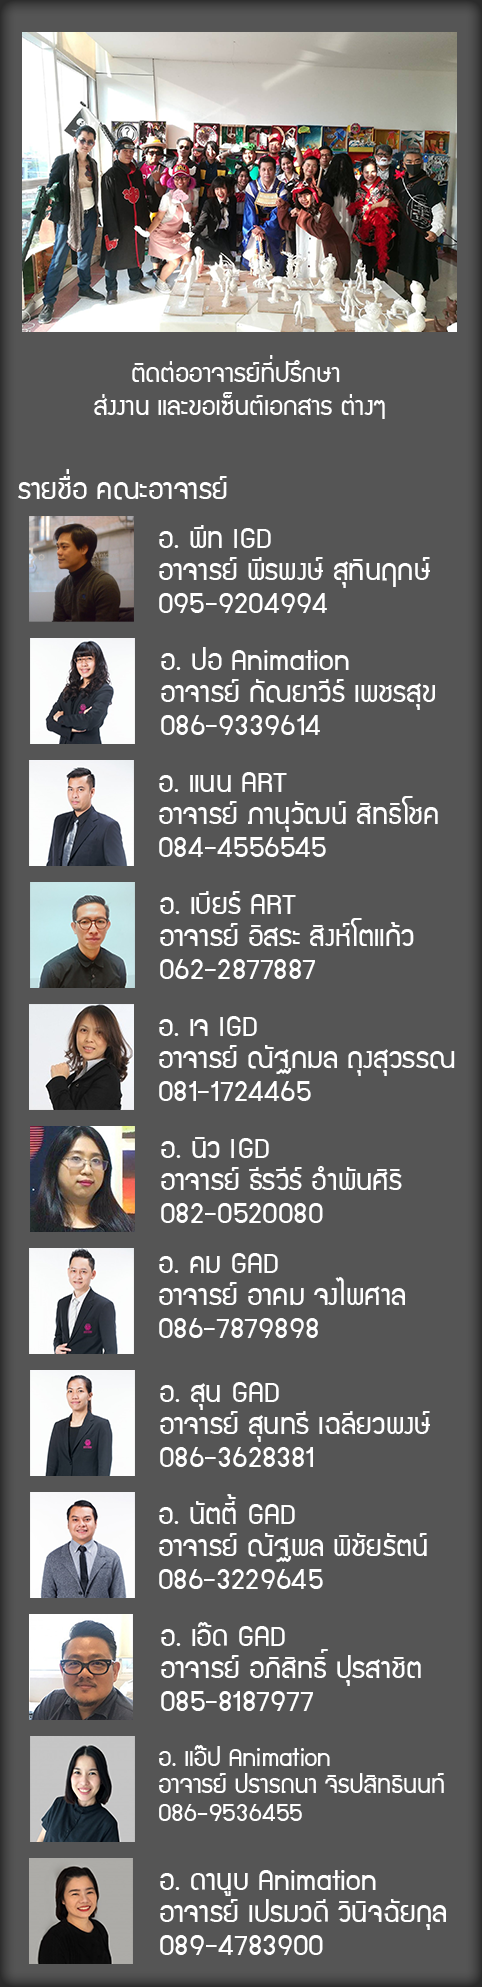 ติดต่ออาจารย์ที่ปรึกษา
ส่งงาน และขอเซ็นต์เอกสาร ต่างๆ
รายชื่อ คณะอาจารย์
อ. พีท IGD
อาจารย์ พีรพงษ์ สุทินฤกษ์
095-9204994
อ. ปอ Animation
อาจารย์ กัณยาวีร์ เพชรสุข
086-9339614
อ. แนน ART
อาจารย์ ภานุวัฒน์ สิทธิโชค
084-4556545
อ. เบียร์ ART
อาจารย์ อิสระ สิงห์โตแก้ว
062-2877887
อ. เจ IGD
อาจารย์ ณัฐกมล ถุงสุวรรณ
081-1724465
อ. นิว IGD
อาจารย์ ธีรวีร์ อำพันศิริ
082-0520080
อ. คม GAD
อาจารย์ อาคม จงไพศาล
086-7879898
อ. สุน GAD
อาจารย์ สุนทรี เฉลียวพงษ์
086-3628381
อ. นัตตี้ GAD
อาจารย์ ณัฐพล พิชัยรัตน์
086-3229645
อ. เอ๊ด GAD
อาจารย์ อภิสิทธิ์ ปุรสาชิต
085-8187977
อ. แอ๊ป Animation
อาจารย์ ปรารถนา จิรปสิทธินนท์
086-9536455
อ. ดานูบ Animation
อาจารย์ เปรมวดี วินิจฉัยกุล
089-4783900